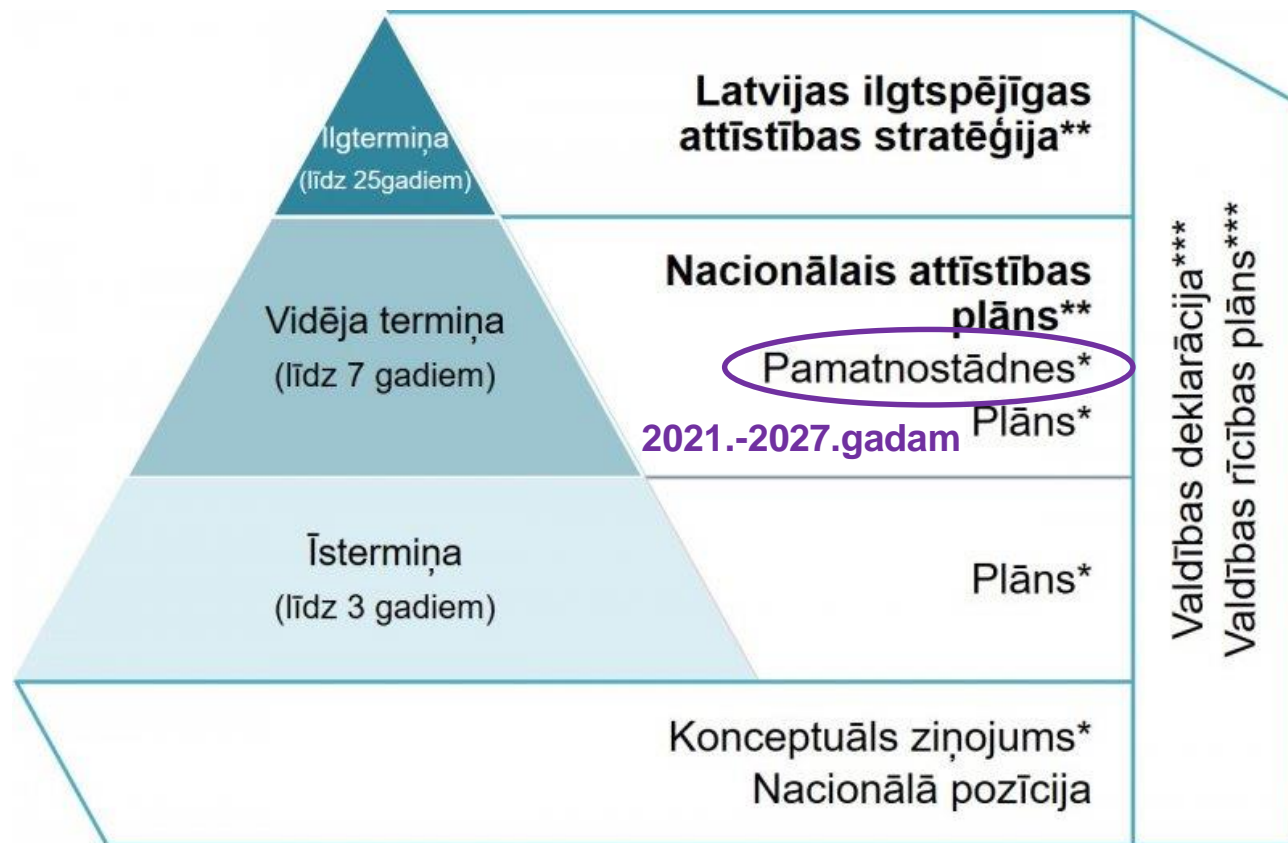 Ilgtermiņa
(līdz 25gadiem)
Latvijas ilgtspējīgas
attīstības stratēģija**
Vidēja termiņa
(līdz 7 gadiem)
Nacionālais attīstības
plāns**
Pamatnostādnes*
Plāns*
2021.-2027.gadam
Īstermiņa
(līdz 3 gadiem)
Plāns*
Konceptuāls ziņojums*
Nacionālā pozīcija
Valdības deklarācija***
Valdības rīcības plāns***